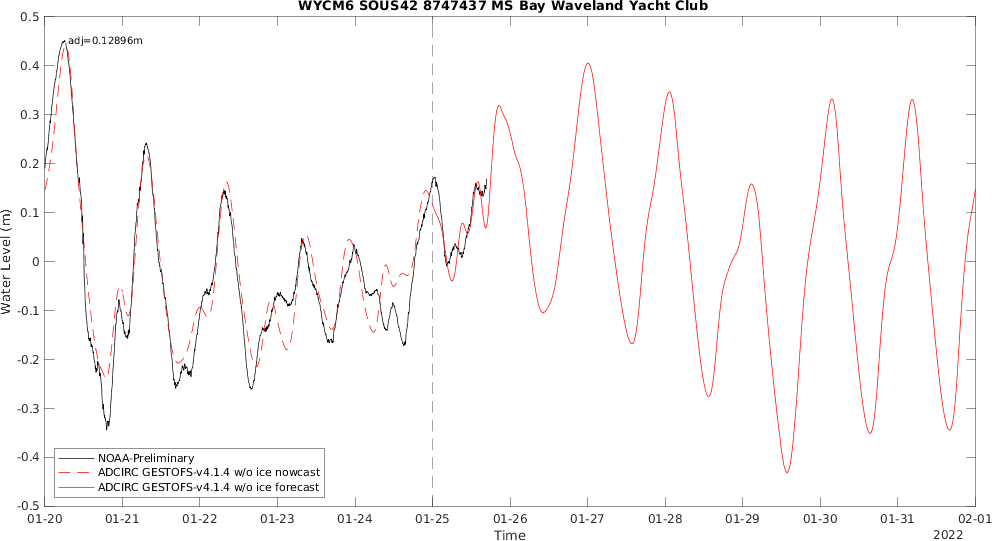 WYCM6 SOUS42 8747437 MS Bay Waveland Yacht Club
adj=0.12896m
Water Level (m)
0.5
0.4
0.3
0.2
0.1
0
-0.1
-0.2
-0.3
-0.4
-0.5
NOAA-Preliminary
ADCIRC GESTOFS-v4.1.4 w/o ice nowcast
ADCIRC GESTOFS-v4.1.4 w/o ice forecast
01-20 01-21 01-22 01-23 01-24 01-25 01-26 01-27 01-28 01-29 01-30 01-31 02-01
Time
2022